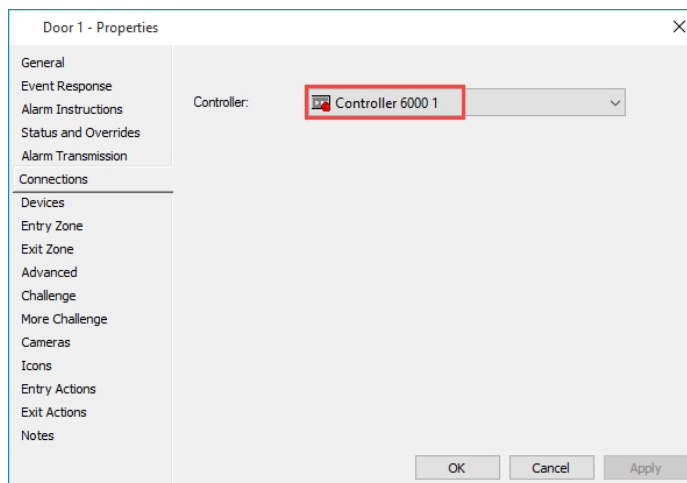 Door 1 - Properties
General
Event Response
Alarm Instructions
Status and Overrides
Alarm Transmission
Connections
Devices
Entry Zone
Exit Zone
Advanced
Challenge
More Challenge
Cameras
Icons
Entry Actions
Exit Actions
Notes
Controller:
Controller 6000 1
OK
Cancel
Apply